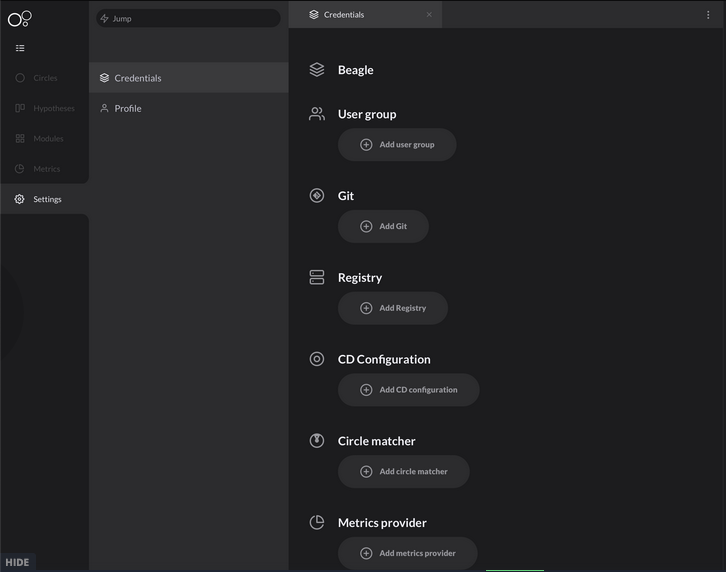 Circles
Hypotheses
Modules
Metrics
Settings
HIDE
Jump
Credentials
Profile
Credentials
Beagle
User group
Add user group
Git
Add Git
Registry
Add Registry
CD Configuration
Add CD configuration
Circle matcher
Add circle matcher
Metrics provider
Add metrics provider